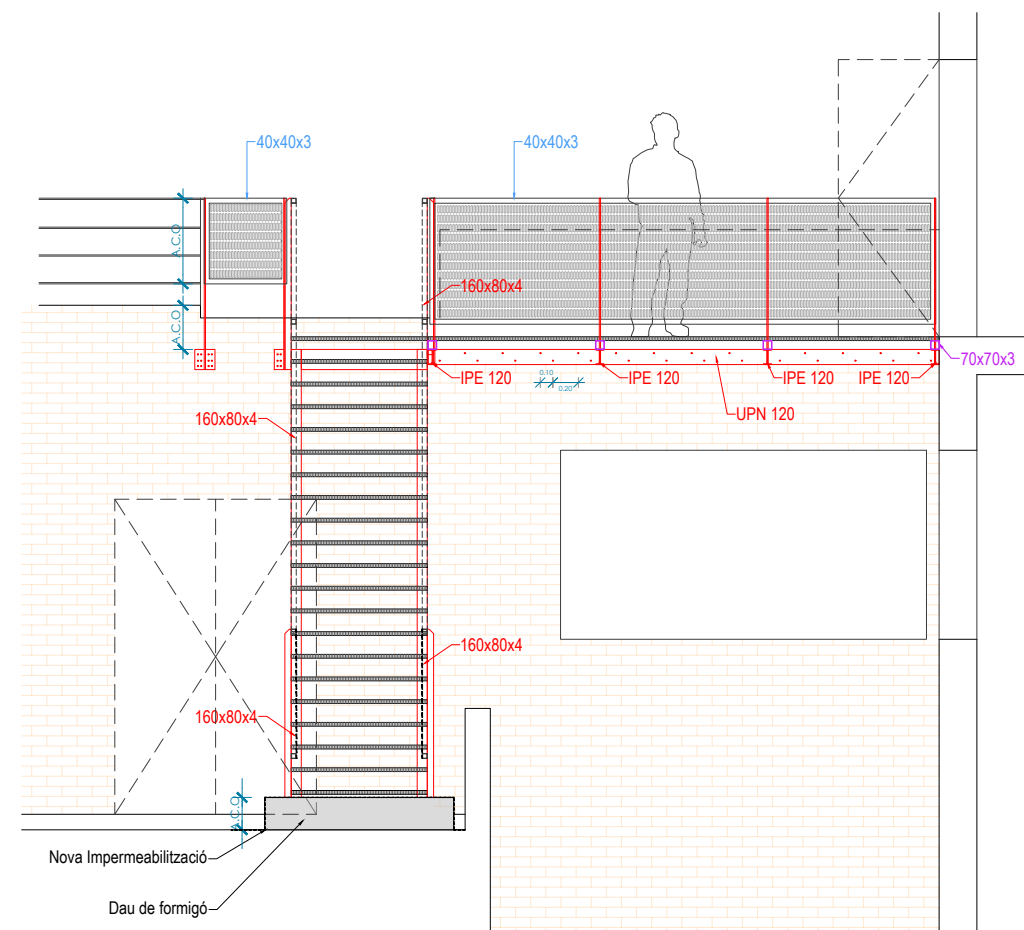 40x40x3
40x40x3
A.C.O
160x80x4
A.C.O
70x70x3
IPE 120
IPE 120
IPE 120
IPE 120
0.10
0.20
UPN 120
160x80x4
160x80x4
160x80x4
A.C.O
Nova Impermeabilització
Dau de formigó